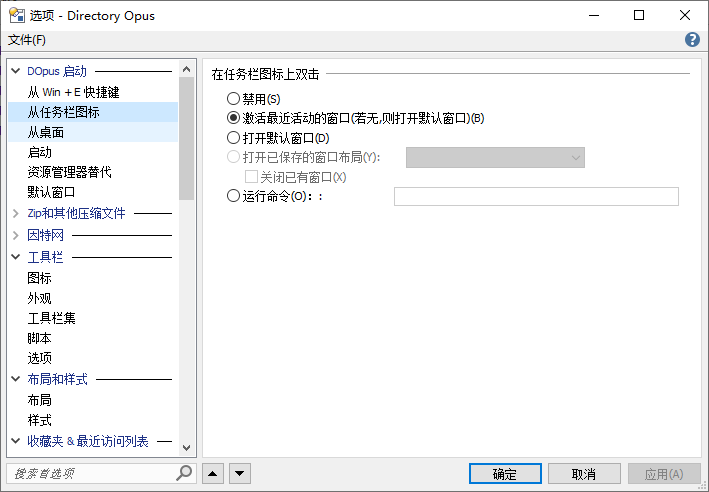 选项 - Directory Opus
文件(F)
DOpus 启动
从 Win + E 快捷键
从任务栏图标
从桌面
启动
资源管理器替代
默认窗口
Zip和其他压缩文件
因特网
工具栏
图标
外观
工具栏集
脚本
选项
布局和样式
布局
样式
收藏夹 & 最近访问列表
搜索首选项
在任务栏图标上双击
禁用(S)
激活最近活动的窗口(若无,则打开默认窗口)(B)
打开默认窗口(D)
打开已保存的窗口布局(Y):
关闭已有窗口(X)
运行命令(O)：:
确定
取消
应用(A)